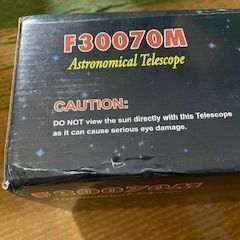 F30070M
Astronomical Telescope
CAUTION:
DO NOT view the sun directly with this Telescope
as it can cause serious eye damage.
F30070M